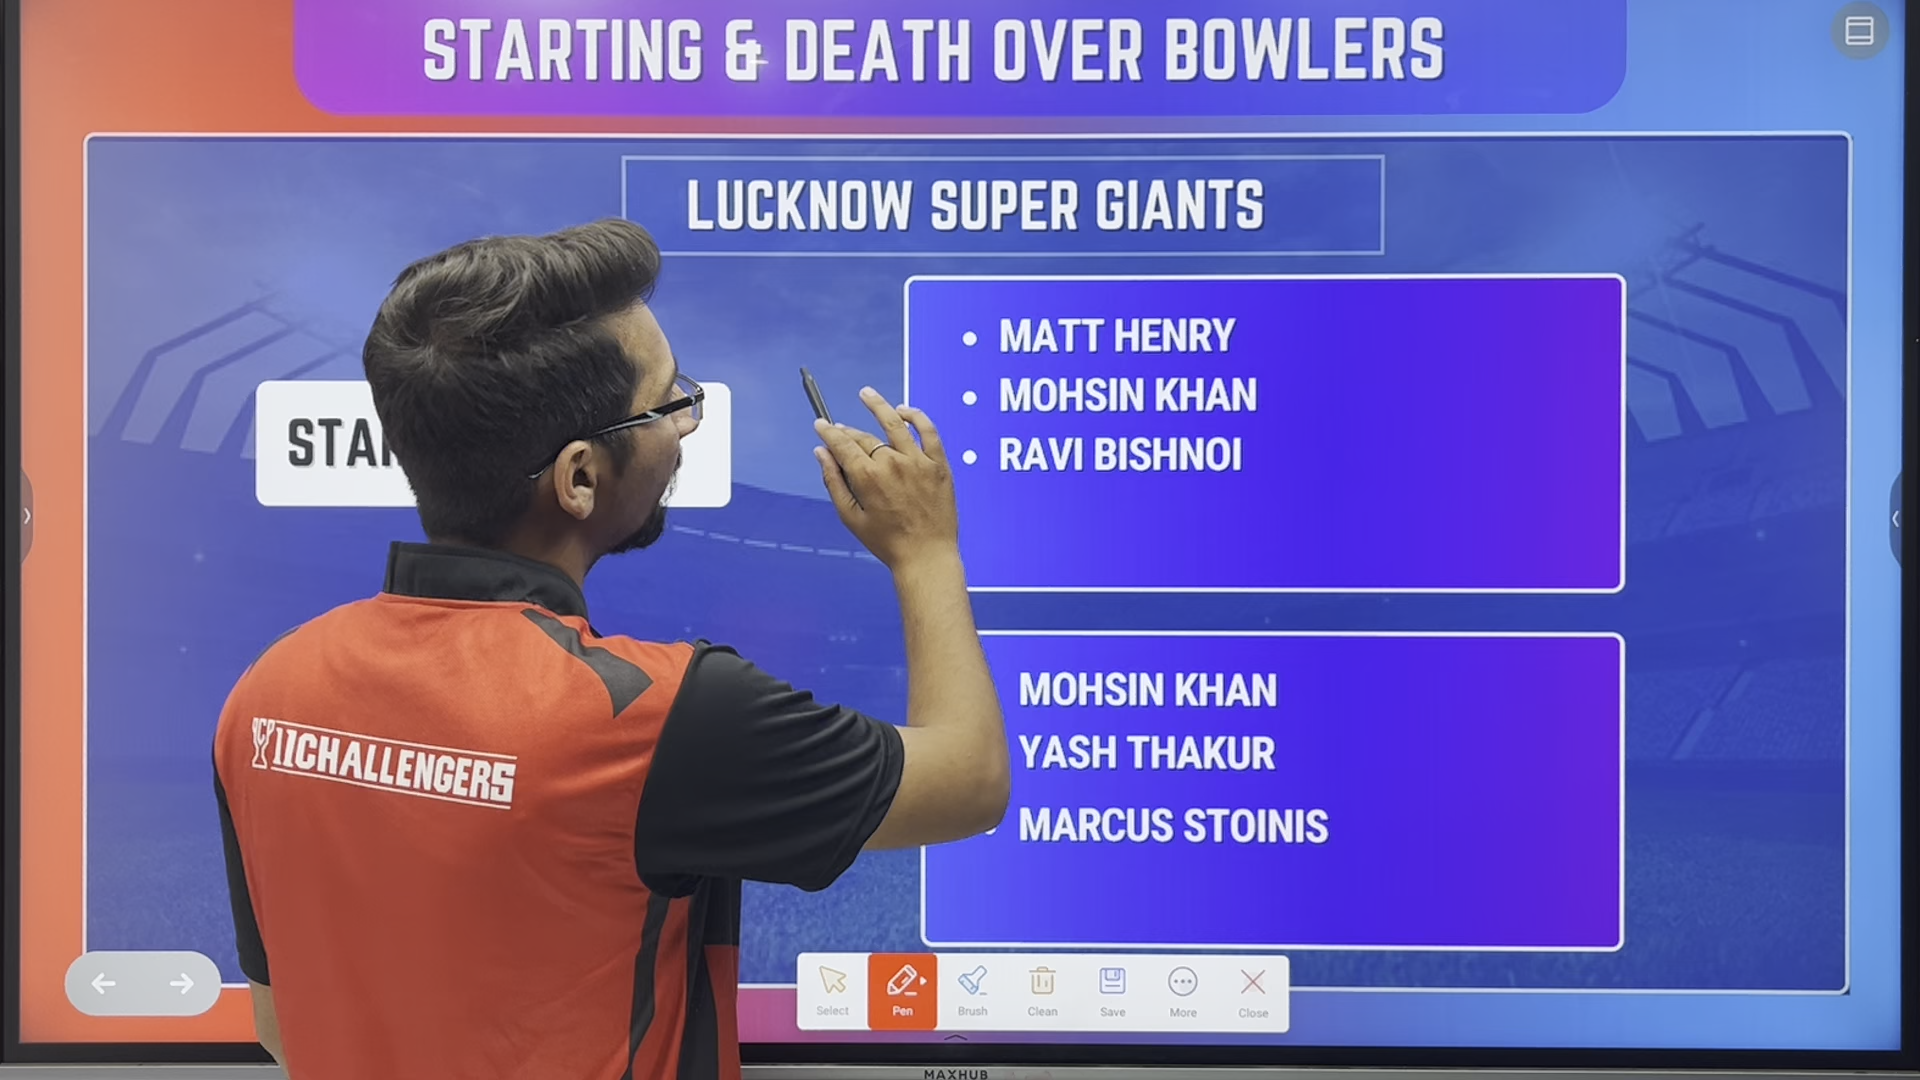 STARTING & DEATH OVER BOWLERS
LUCKNOW SUPER GIANTS
• MATT HENRY
• MOHSIN KHAN
• RAVI BISHNOI
MOHSIN KHAN
YASH THAKUR
• MARCUS STOINIS
11CHALLENGERS
Select Pen Brush Clean Save More Close
MAXHUB